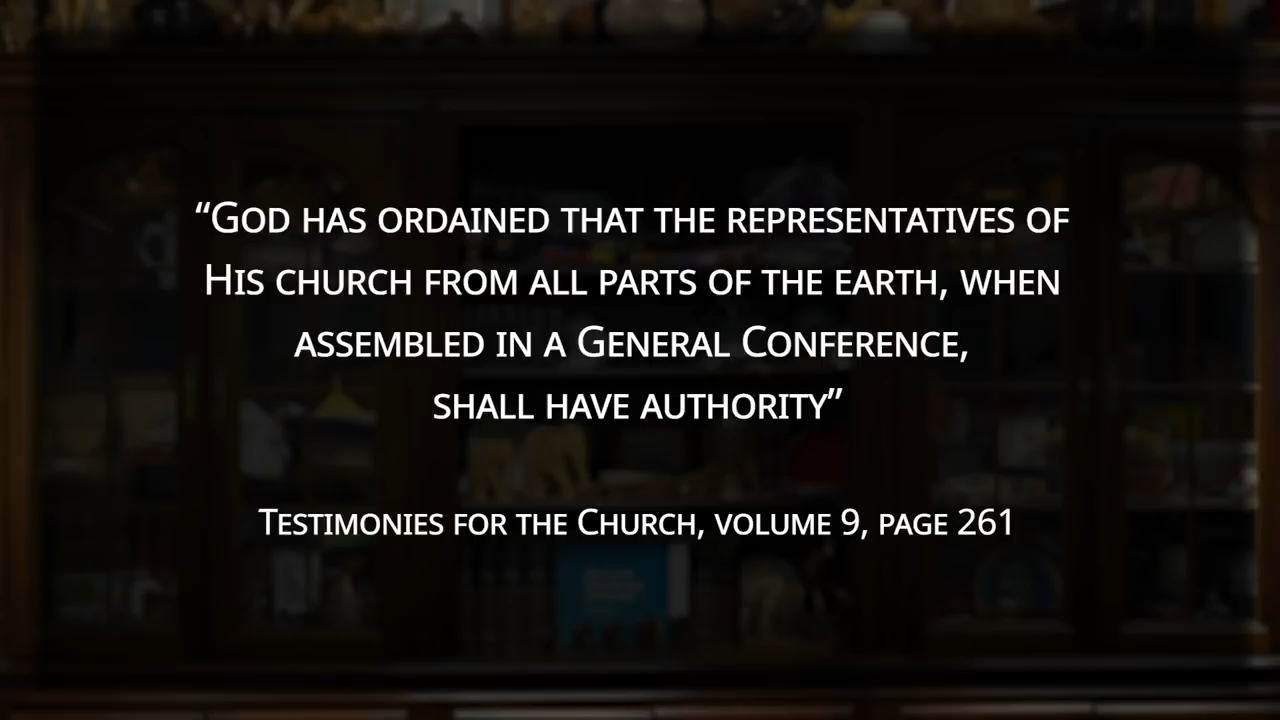 “God has ordained that the representatives of
His church from all parts of the earth, when
assembled in a General Conference,
shall have authority”
Testimonies for the Church, volume 9, page 261